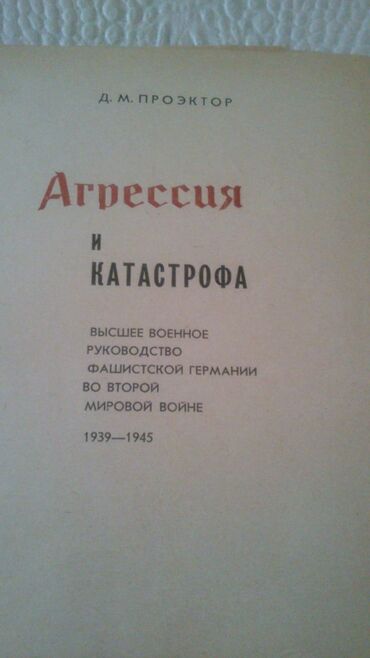 Д. М. ПРОЭКТОР
Агрессия
и
КАТАСТРОФА
ВЫСШЕЕ ВОЕННОЕ
РУКОВОДСТВО
ФАШИСТСКОЙ ГЕРМАНИИ
ВО ВТОРОЙ
МИРОВОЙ ВОЙНЕ
1939—1945